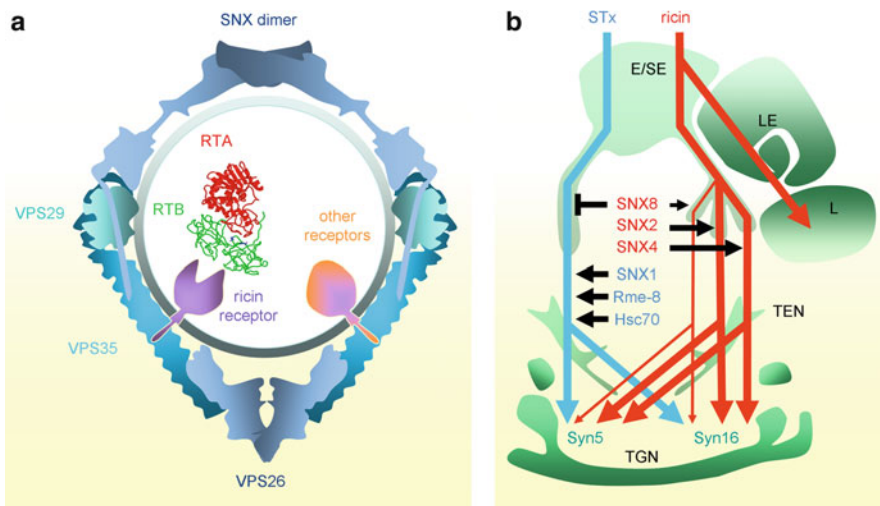 a
SNX dimer
RTA
VPS29
RTB
other
receptors
ricin
receptor
VPS35
VPS26
b
STx
ricin
E/SE
LE
SNX8
L
SNX2
SNX4
SNX1
Rme-8
TEN
Hsc70
Syn5
Syn16
TGN